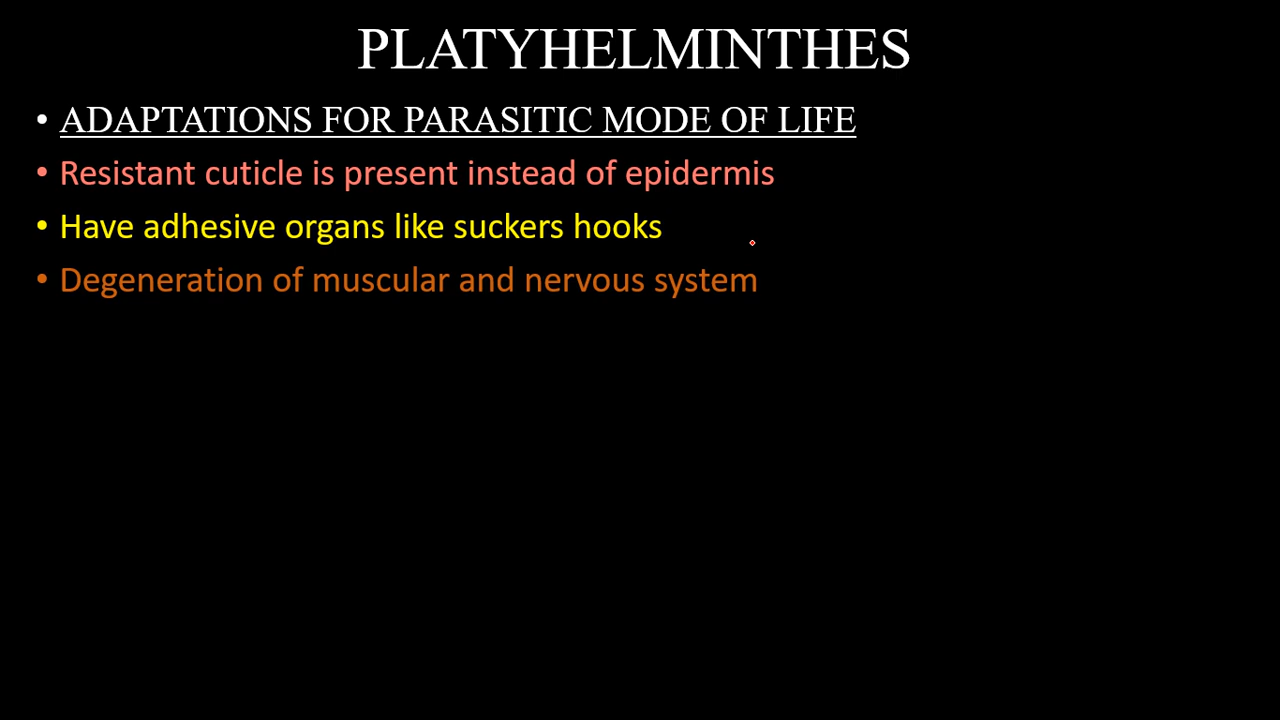 PLATYHELMINTHES
• ADAPTATIONS FOR PARASITIC MODE OF LIFE
• Resistant cuticle is present instead of epidermis
• Have adhesive organs like suckers hooks
• Degeneration of muscular and nervous system